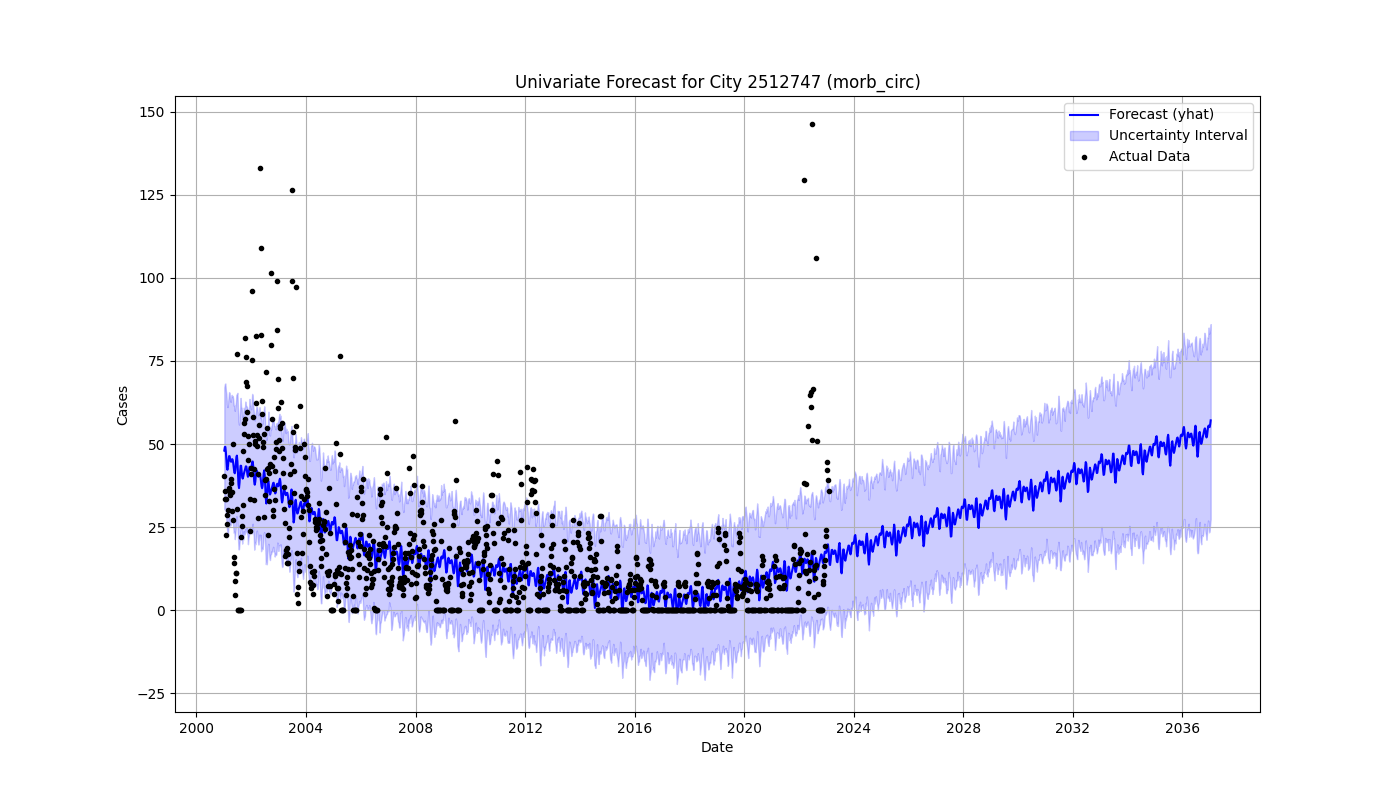 Univariate Forecast for City 2512747 (morb_circ)
Forecast (yhat)
Uncertainty Interval
Actual Data
150
125
100
75
50
25
0
−25
Cases
2000 2004 2008 2012 2016 2020 2024 2028 2032 2036
Date